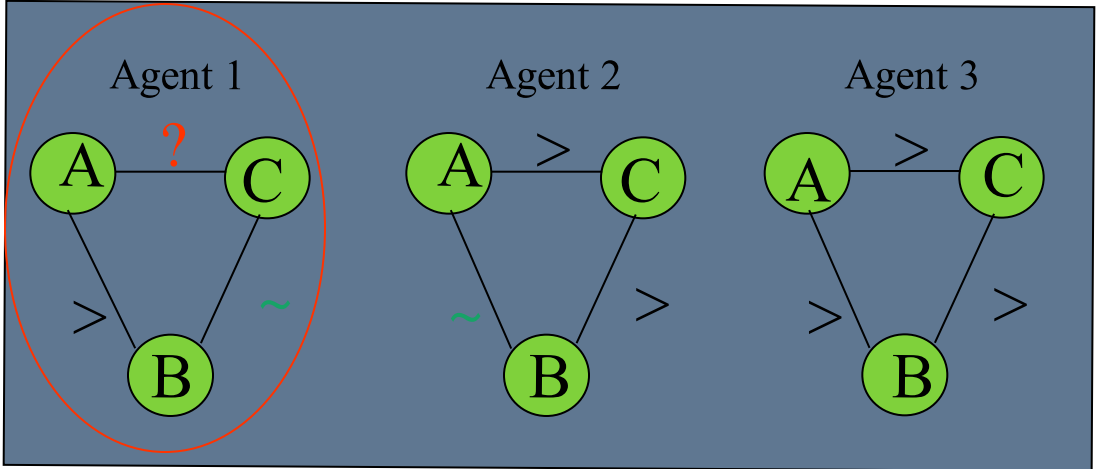 Agent 1 Agent 2 Agent 3
? > >
A C A C A C
> ~ ~ > > >
B B B